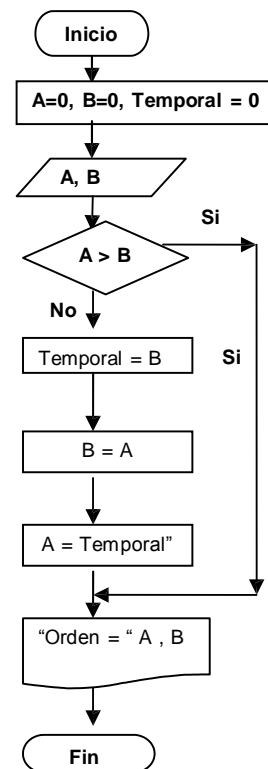 Inicio
A=0, B=0, Temporal = 0
A, B
Si
A > B
No
Temporal = B
Si
B = A
A = Temporal”
“Orden = “ A , B
Fin